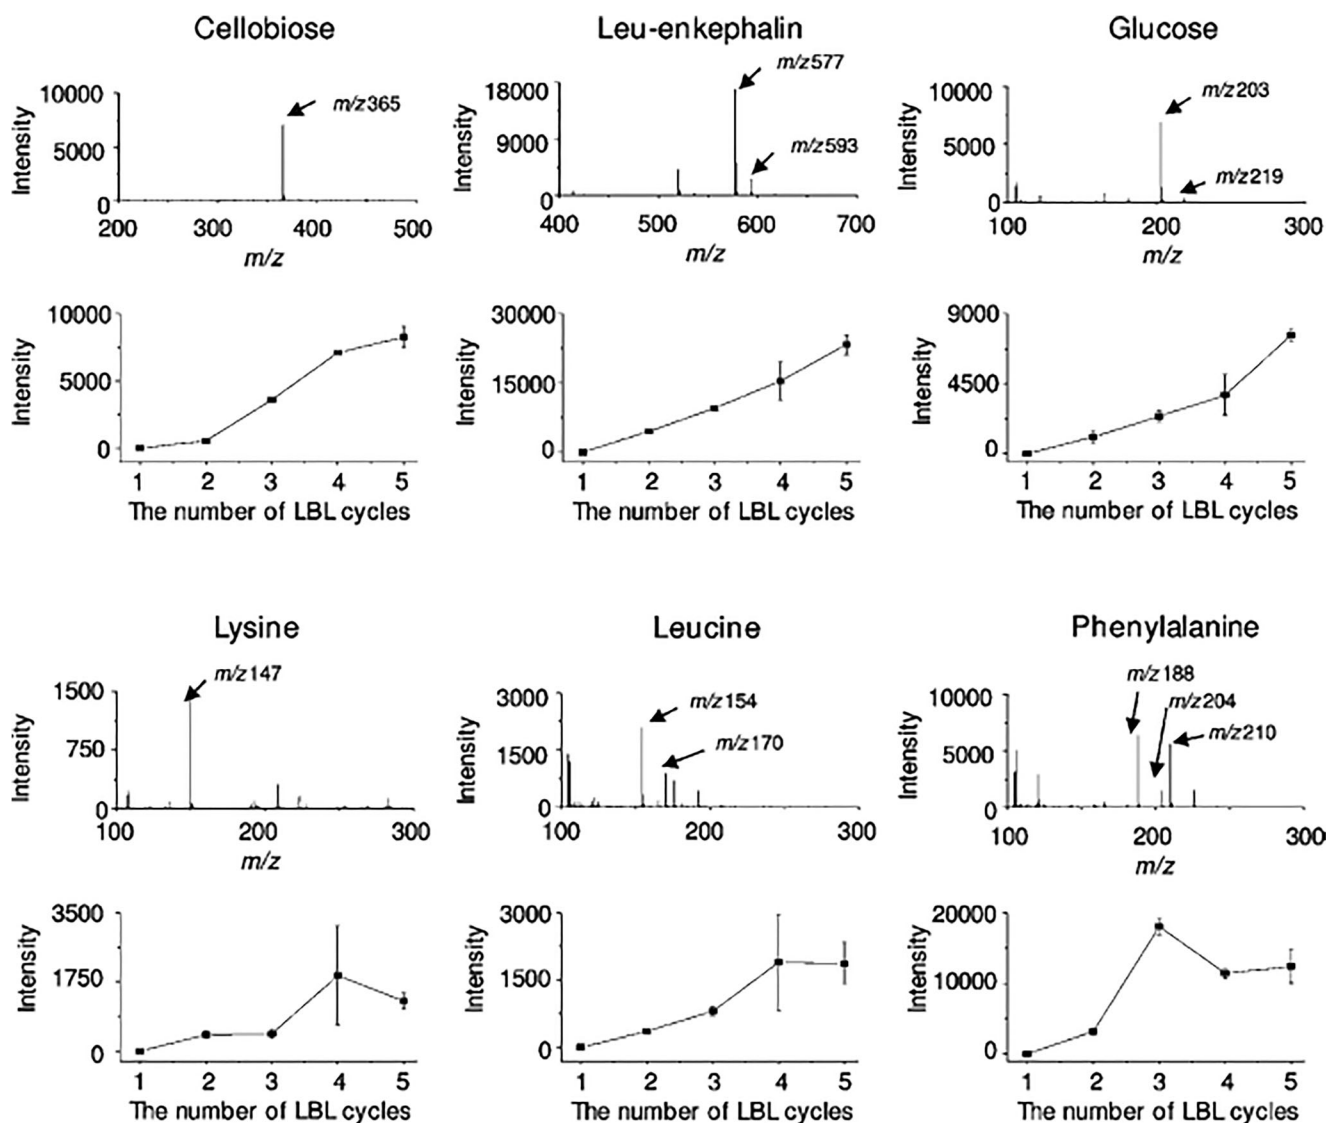 Cellobiose
Intensity
10000
5000
0
m/z365
200 300 400 500
m/z
Intensity
10000
5000
0
1 2 3 4 5
The number of LBL cycles
Leu-enkephalin
Intensity
18000
9000
0
m/z577
m/z593
400 500 600 700
m/z
Intensity
30000
15000
0
1 2 3 4 5
The number of LBL cycles
Glucose
Intensity
10000
5000
0
m/z203
m/z219
100 200 300
m/z
Intensity
9000
4500
0
1 2 3 4 5
The number of LBL cycles
Lysine
Intensity
1500
750
0
m/z147
100 200 300
m/z
Intensity
3500
1750
0
1 2 3 4 5
The number of LBL cycles
Leucine
Intensity
3000
1500
0
m/z154
m/z170
100 200 300
Intensity
3000
1500
0
1 2 3 4 5
The number of LBL cycles
Phenylalanine
Intensity
10000
5000
0
m/z188
m/z204
m/z210
100 200 300
m/z
Intensity
20000
10000
0
1 2 3 4 5
The number of LBL cycles